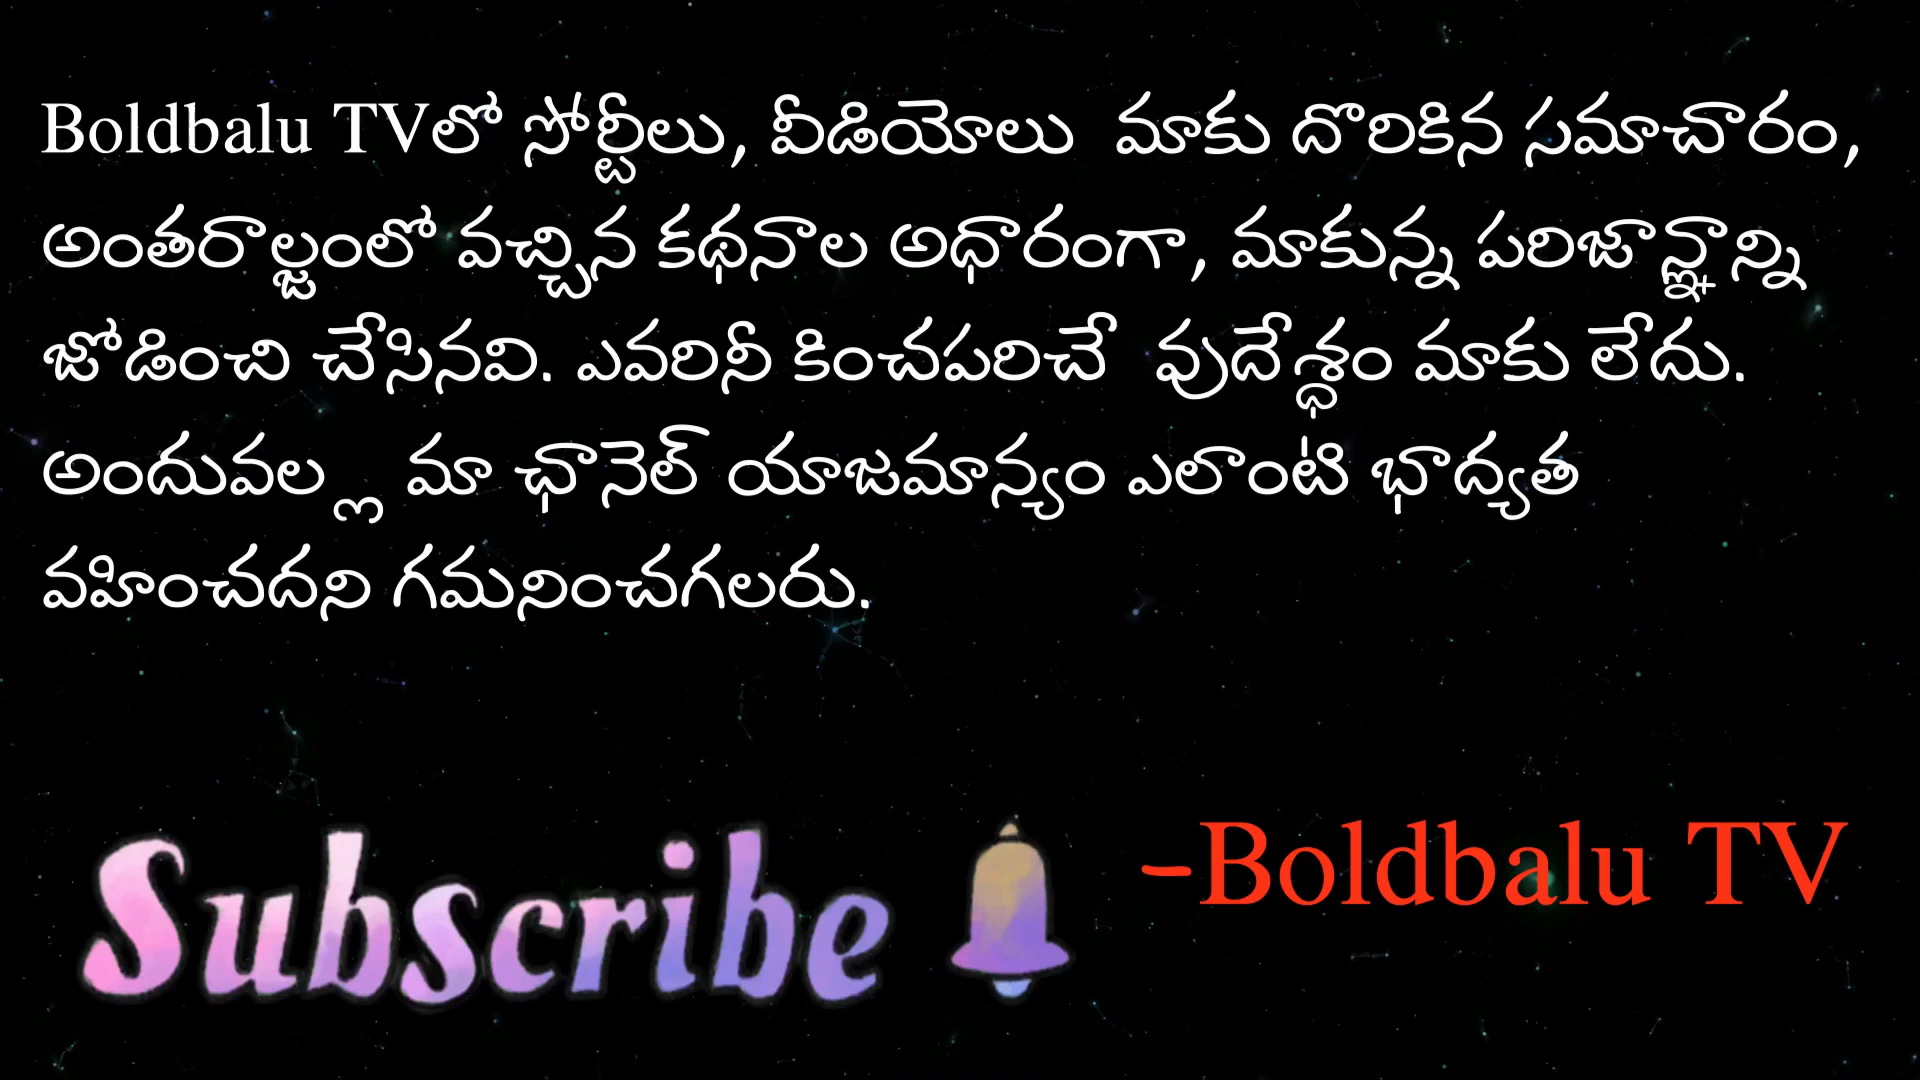 Boldbalu TVలో సోర్టీలు, వీడియోలు మాకు దొరికిన సమాచారం,
అంతరాల్జంలో వచ్చిన కథనాల అధారంగా, మాకున్న పరిజాన్ఞాన్ని
జోడించి చేసినవి. ఎవరినీ కించపరిచే వుదేశ్ధం మాకు లేదు.
అందువల ్ల మా ఛానెల్ యాజమాన్యం ఎలాంటి భాద్యత
వహించదని గమనించగలరు.
Subscribe
-Boldbalu TV